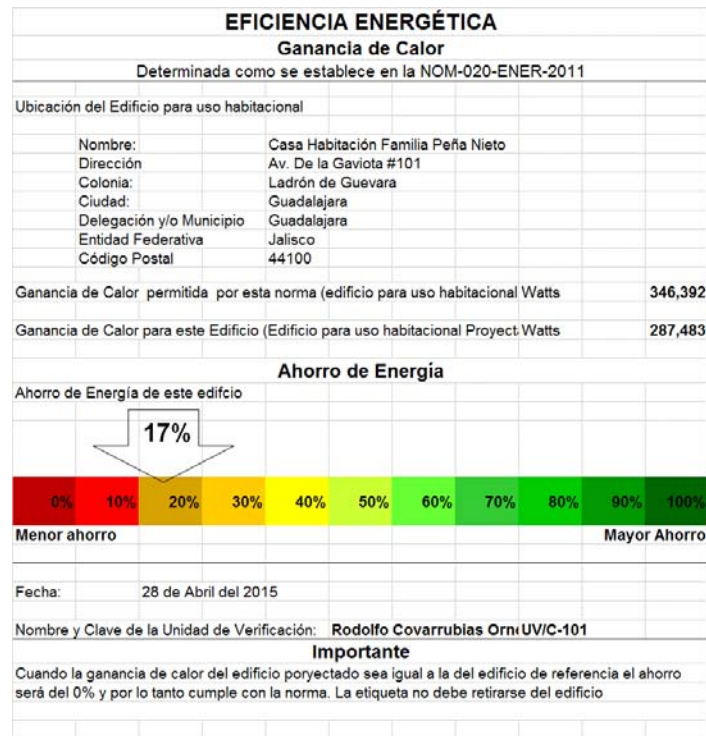 EFICIENCIA ENERGÉTICA
Ganancia de Calor
Determinada como se establece en la NOM-020-ENER-2011
Ubicación del Edificio para uso habitacional
Nombre: Casa Habitación Familia Peña Nieto
Dirección Av. De la Gaviota #101
Colonia: Ladrón de Guevara
Ciudad: Guadalajara
Delegación y/o Municipio Guadalajara
Entidad Federativa Jalisco
Código Postal 44100
Ganancia de Calor permitida por esta norma (edificio para uso habitacional Watts 346,392
Ganancia de Calor para este Edificio (Edificio para uso habitacional Proyect Watts 287,483
Ahorro de Energía
Ahorro de Energía de este edifcio
17%
0% 10% 20% 30% 40% 50% 60% 70% 80% 90% 100%
Menor ahorro Mayor Ahorro
Fecha: 28 de Abril del 2015
Nombre y Clave de la Unidad de Verificación: Rodolfo Covarrubias Orn UV/C-101
Importante
Cuando la ganancia de calor del edificio poryectado sea igual a la del edificio de referencia el ahorro
será del 0% y por lo tanto cumple con la norma. La etiqueta no debe retirarse del edificio